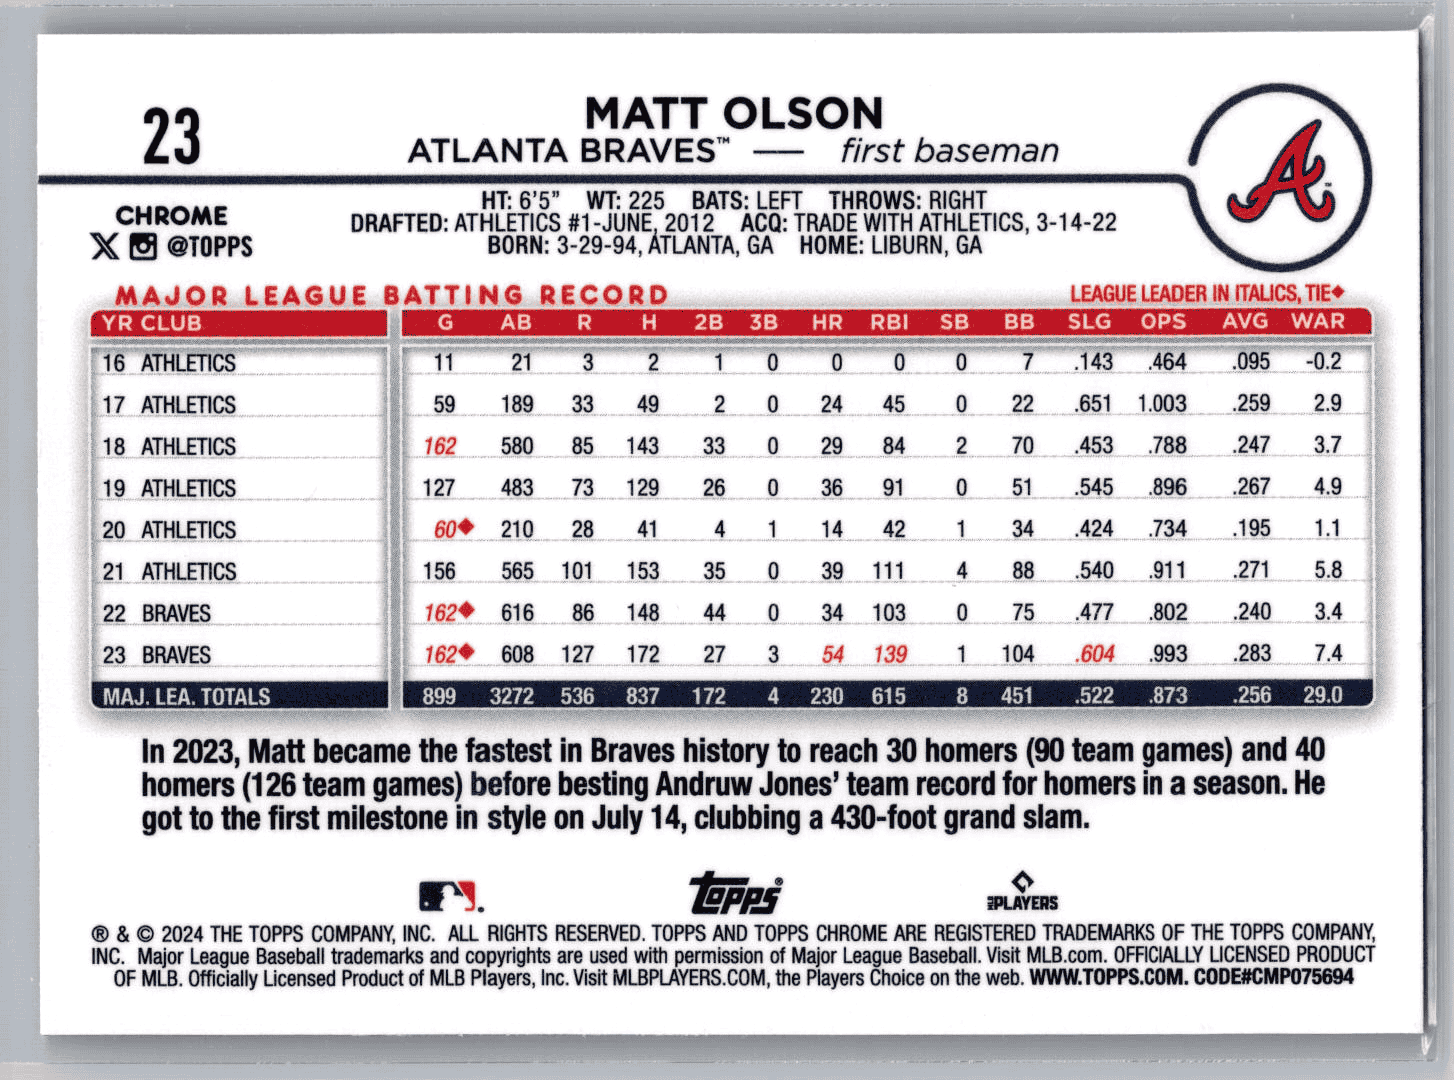 23
MATT OLSON
ATLANTA BRAVES™ — first baseman
HT: 6'5" WT: 225 BATS: LEFT THROWS: RIGHT
DRAFTED: ATHLETICS #1-JUNE, 2012 ACQ: TRADE WITH ATHLETICS, 3-14-22
BORN: 3-29-94, ATLANTA, GA HOME: LIBURN, GA
A
CHROME
X @TOPPS
MAJOR LEAGUE BATTING RECORD LEAGUE LEADER IN ITALICS, TIE◆
YR CLUB G AB R H 2B 3B HR RBI SB BB SLG OPS AVG WAR
16 ATHLETICS 11 21 3 2 1 0 0 0 0 7 .143 .464 .095 -0.2
17 ATHLETICS 59 189 33 49 2 0 24 45 0 22 .651 1.003 .259 2.9
18 ATHLETICS 162 580 85 143 33 0 29 84 2 70 .453 .788 .247 3.7
19 ATHLETICS 127 483 73 129 26 0 36 91 0 51 .545 .896 .267 4.9
20 ATHLETICS 60◆ 210 28 41 4 1 14 42 1 34 .424 .734 .195 1.1
21 ATHLETICS 156 565 101 153 35 0 39 111 4 88 .540 .911 .271 5.8
22 BRAVES 162◆ 616 86 148 44 0 34 103 0 75 .477 .802 .240 3.4
23 BRAVES 162◆ 608 127 172 27 3 54 139 1 104 .604 .993 .283 7.4
MAJ. LEA. TOTALS 899 3272 536 837 172 4 230 615 8 451 .522 .873 .256 29.0
In 2023, Matt became the fastest in Braves history to reach 30 homers (90 team games) and 40
homers (126 team games) before besting Andruw Jones' team record for homers in a season. He
got to the first milestone in style on July 14, clubbing a 430-foot grand slam.
Topps® MLB PLAYERS
® & © 2024 THE TOPPS COMPANY, INC. ALL RIGHTS RESERVED. TOPPS AND TOPPS CHROME ARE REGISTERED TRADEMARKS OF THE TOPPS COMPANY,
INC. Major League Baseball trademarks and copyrights are used with permission of Major League Baseball. Visit MLB.com. OFFICIALLY LICENSED PRODUCT
OF MLB. Officially Licensed Product of MLB Players, Inc. Visit MLBPLAYERS.COM, the Players Choice on the web. WWW.TOPPS.COM. CODE#CMP075694